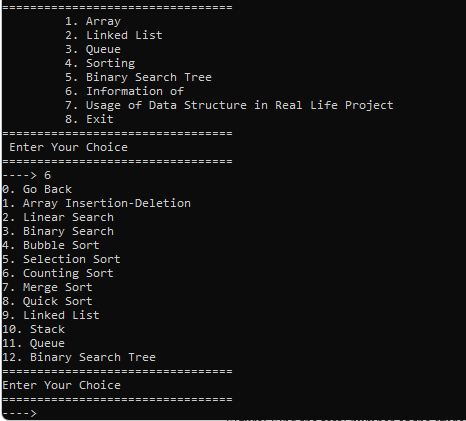 =================================
1. Array
2. Linked List
3. Queue
4. Sorting
5. Binary Search Tree
6. Information of
7. Usage of Data Structure in Real Life Project
8. Exit
=================================
Enter Your Choice
=================================
----> 6
0. Go Back
1. Array Insertion-Deletion
2. Linear Search
3. Binary Search
4. Bubble Sort
5. Selection Sort
6. Counting Sort
7. Merge Sort
8. Quick Sort
9. Linked List
10. Stack
11. Queue
12. Binary Search Tree
=================================
Enter Your Choice
=================================
---->